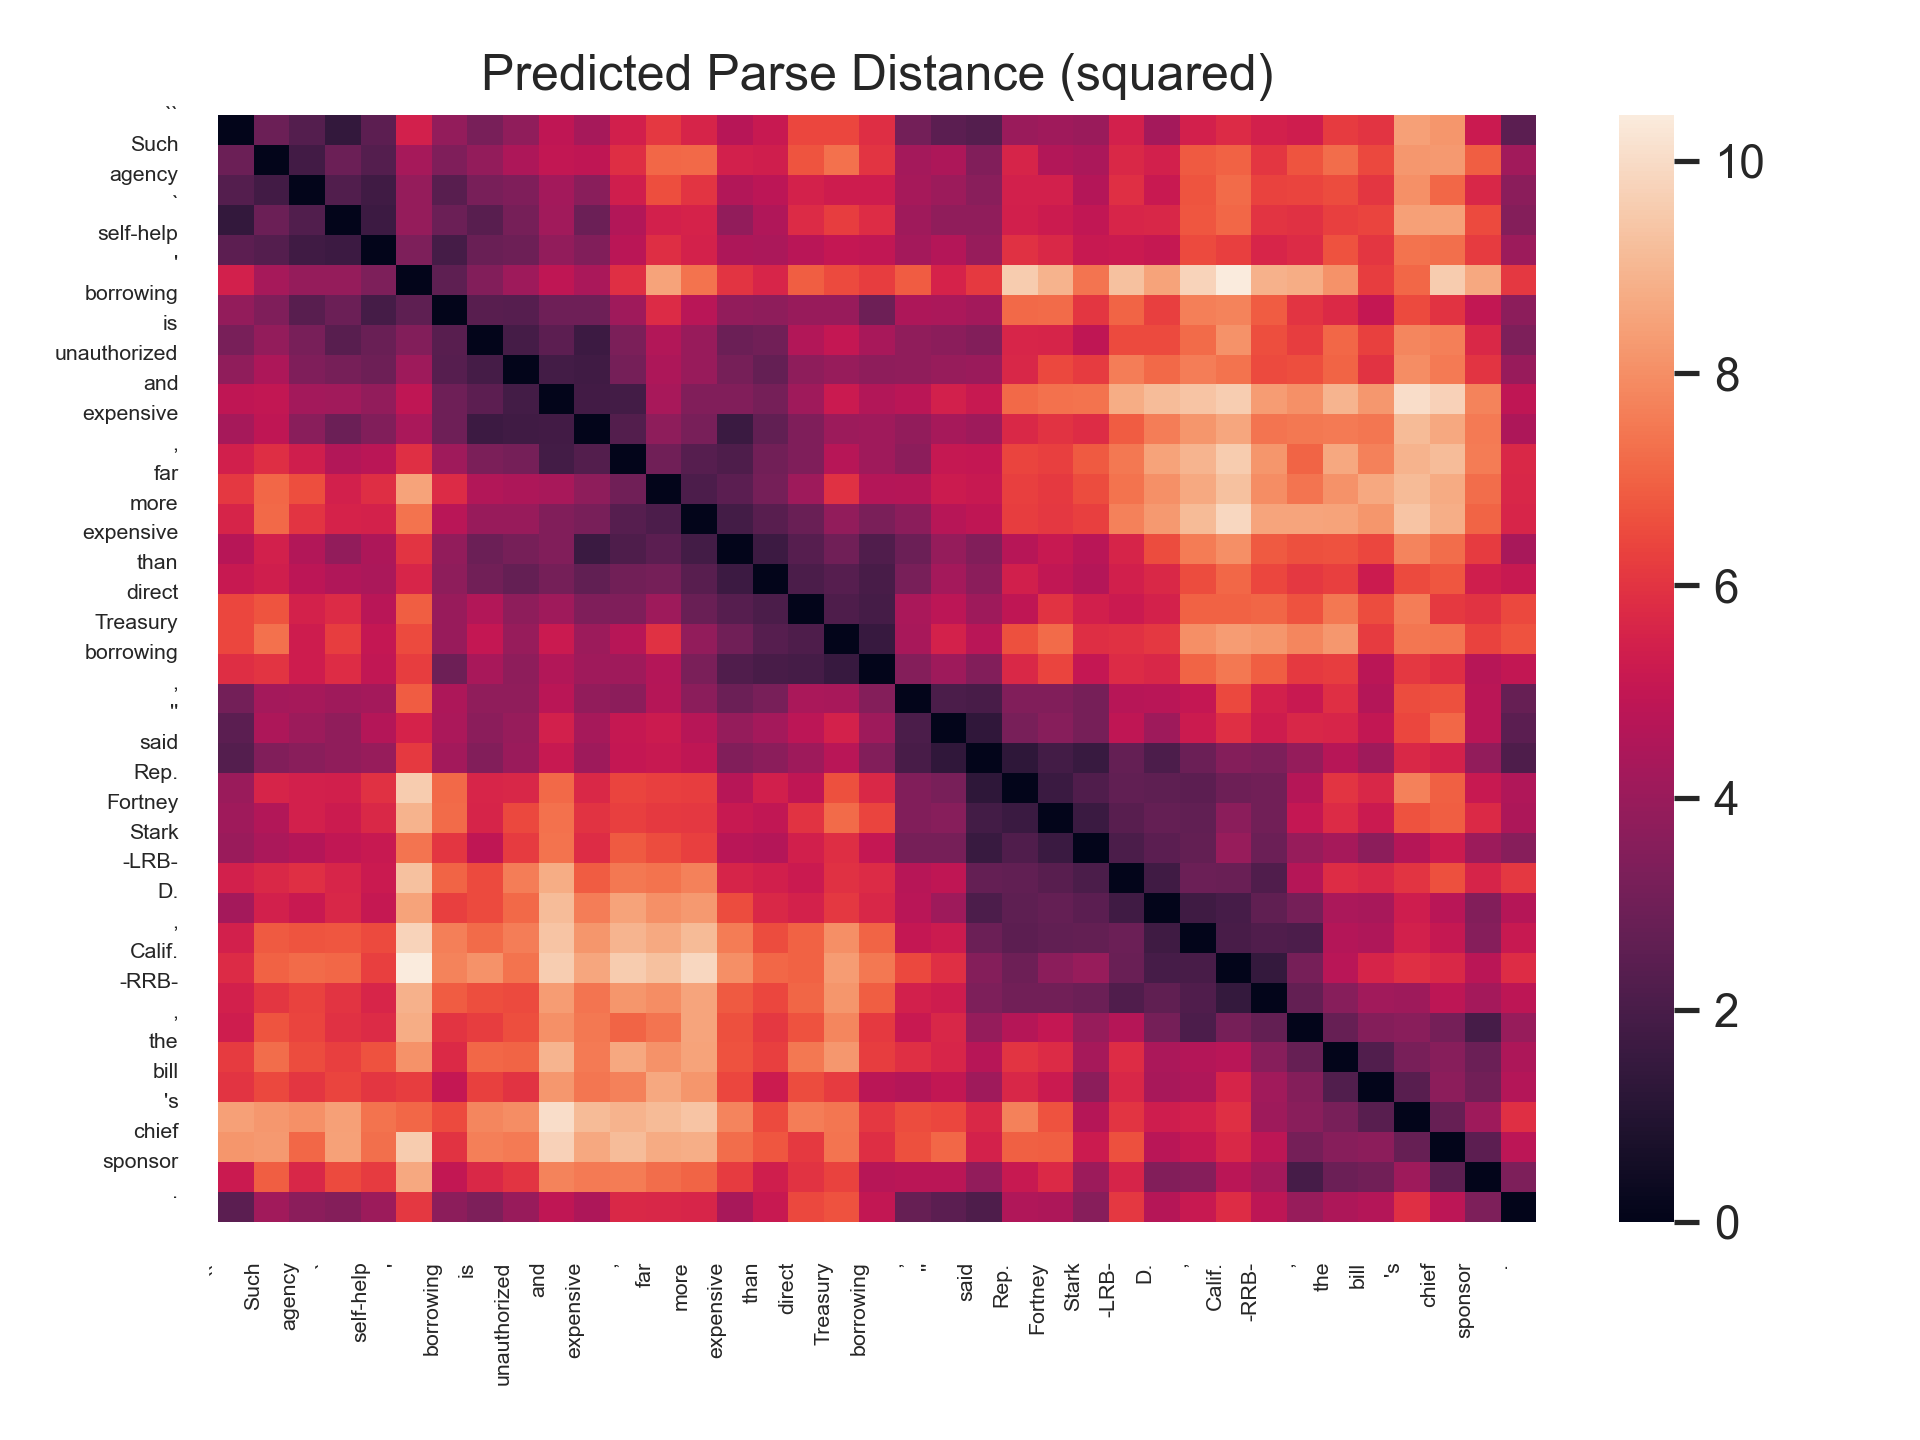 Predicted Parse Distance (squared)
``
Such
agency
`
self-help
'
borrowing
is
unauthorized
and
expensive
,
far
more
expensive
than
direct
Treasury
borrowing
,
''
said
Rep.
Fortney
Stark
-LRB-
D.
,
Calif.
-RRB-
,
the
bill
's
chief
sponsor
.
10
8
6
4
2
0
``
Such
agency
`
self-help
'
borrowing
is
unauthorized
and
expensive
,
far
more
expensive
than
direct
Treasury
borrowing
,
''
said
Rep.
Fortney
Stark
-LRB-
D.
,
Calif.
-RRB-
,
the
bill
's
chief
sponsor
.